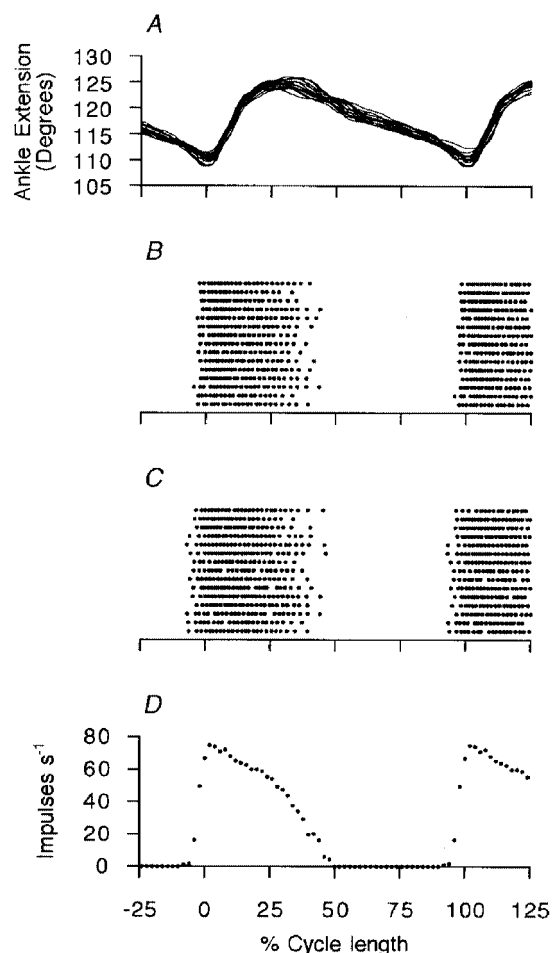 A
Ankle Extension
(Degrees)
130
125
120
115
110
105
B
C
D
Impulses s⁻¹
80
60
40
20
0
-25 0 25 50 75 100 125
% Cycle length